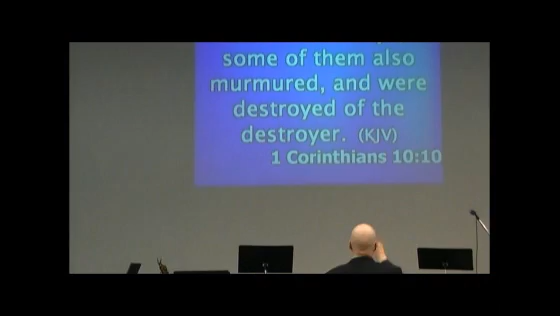 some of them also
murmured, and were
destroyed of the
destroyer. (KJV)
1 Corinthians 10:10